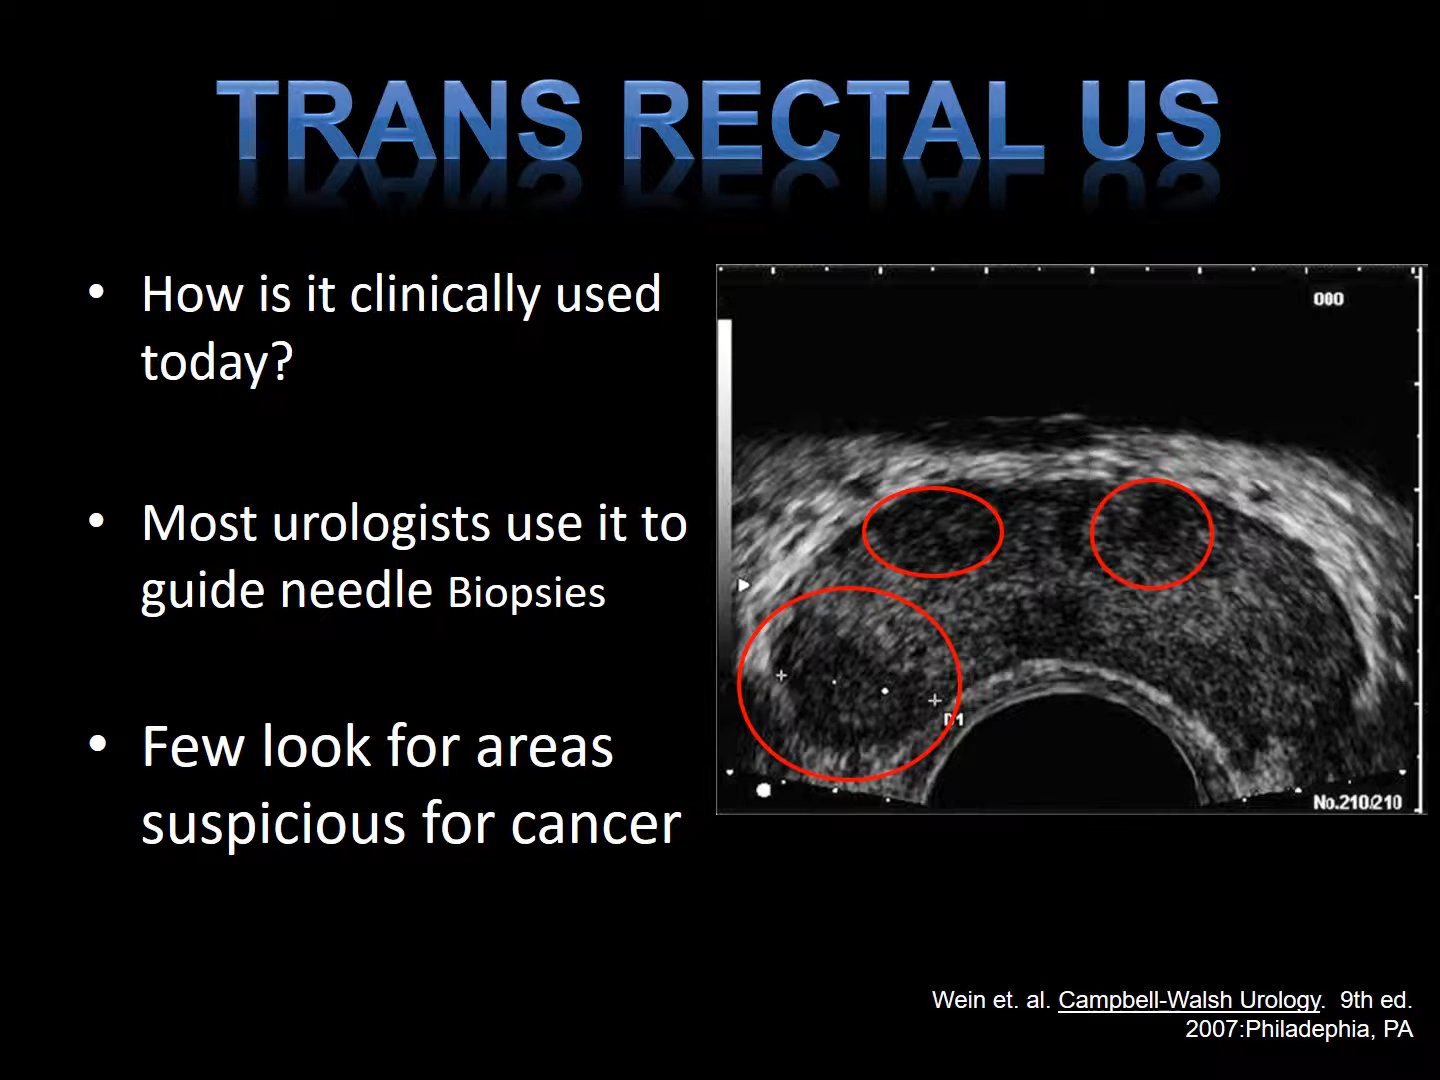 TRANS RECTAL US
• How is it clinically used
today?
• Most urologists use it to
guide needle Biopsies
• Few look for areas
suspicious for cancer
000
D1
No.210/210
Wein et. al. Campbell-Walsh Urology.  9th ed.
2007:Philadephia, PA